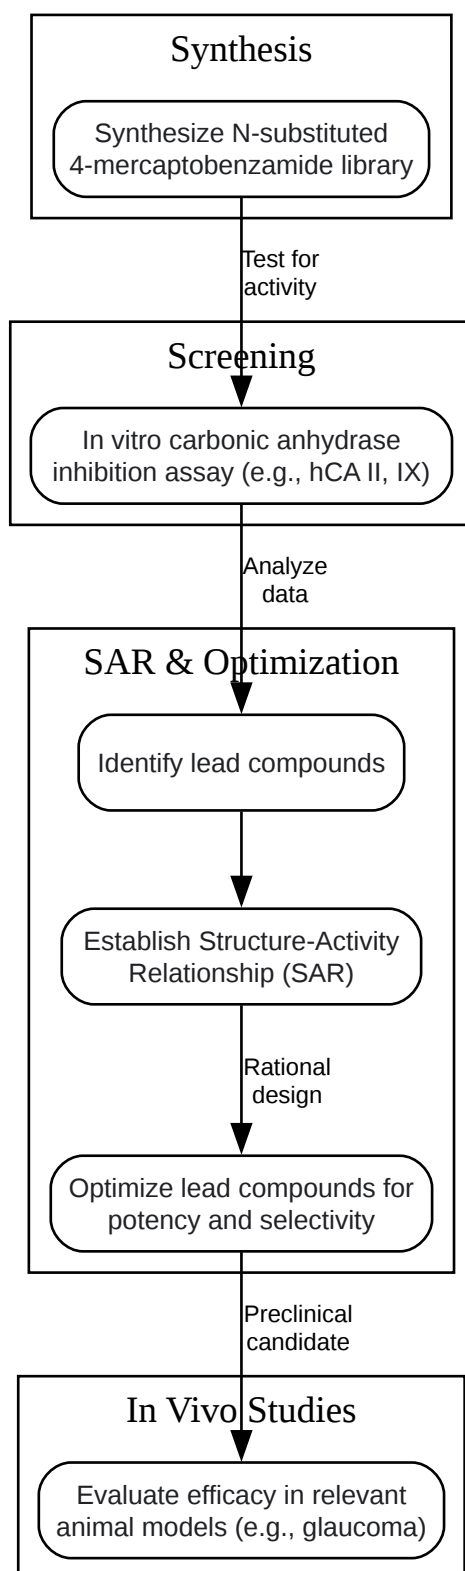 Synthesis
Synthesize N-substituted
4-mercaptobenzamide library
Test for
activity
Screening
In vitro carbonic anhydrase
inhibition assay (e.g., hCA II, IX)
Analyze
data
SAR & Optimization
Identify lead compounds
Establish Structure-Activity
Relationship (SAR)
Rational
design
Optimize lead compounds for
potency and selectivity
Preclinical
candidate
In Vivo Studies
Evaluate efficacy in relevant
animal models (e.g., glaucoma)